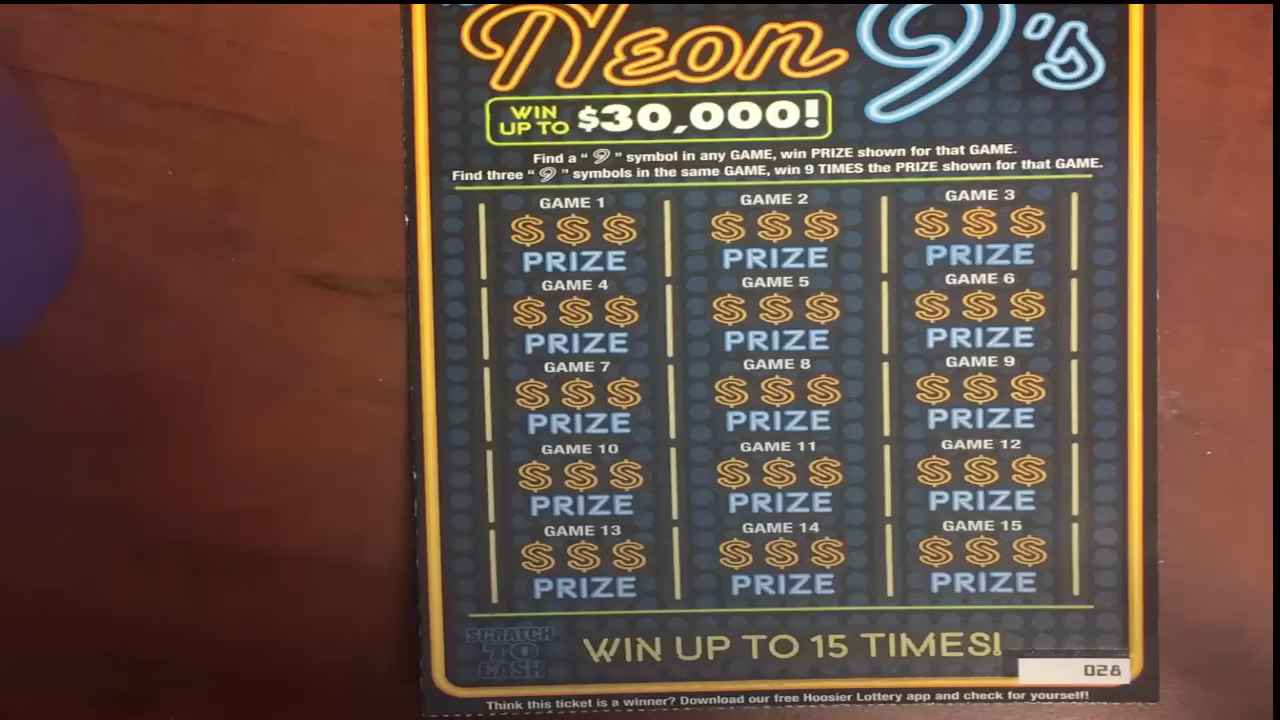 Neon 9's
WIN UP TO $30,000!
Find a "9" symbol in any GAME, win PRIZE shown for that GAME.
Find three "9" symbols in the same GAME, win 9 TIMES the PRIZE shown for that GAME.
GAME 1 GAME 2 GAME 3
$ $ $ $ $ $ $ $ $
PRIZE PRIZE PRIZE
GAME 4 GAME 5 GAME 6
$ $ $ $ $ $ $ $ $
PRIZE PRIZE PRIZE
GAME 7 GAME 8 GAME 9
$ $ $ $ $ $ $ $ $
PRIZE PRIZE PRIZE
GAME 10 GAME 11 GAME 12
$ $ $ $ $ $ $ $ $
PRIZE PRIZE PRIZE
GAME 13 GAME 14 GAME 15
$ $ $ $ $ $ $ $ $
PRIZE PRIZE PRIZE
SCRATCH TO CASH
WIN UP TO 15 TIMES!
028
Think this ticket is a winner? Download our free Hoosier Lottery app and check for yourself!